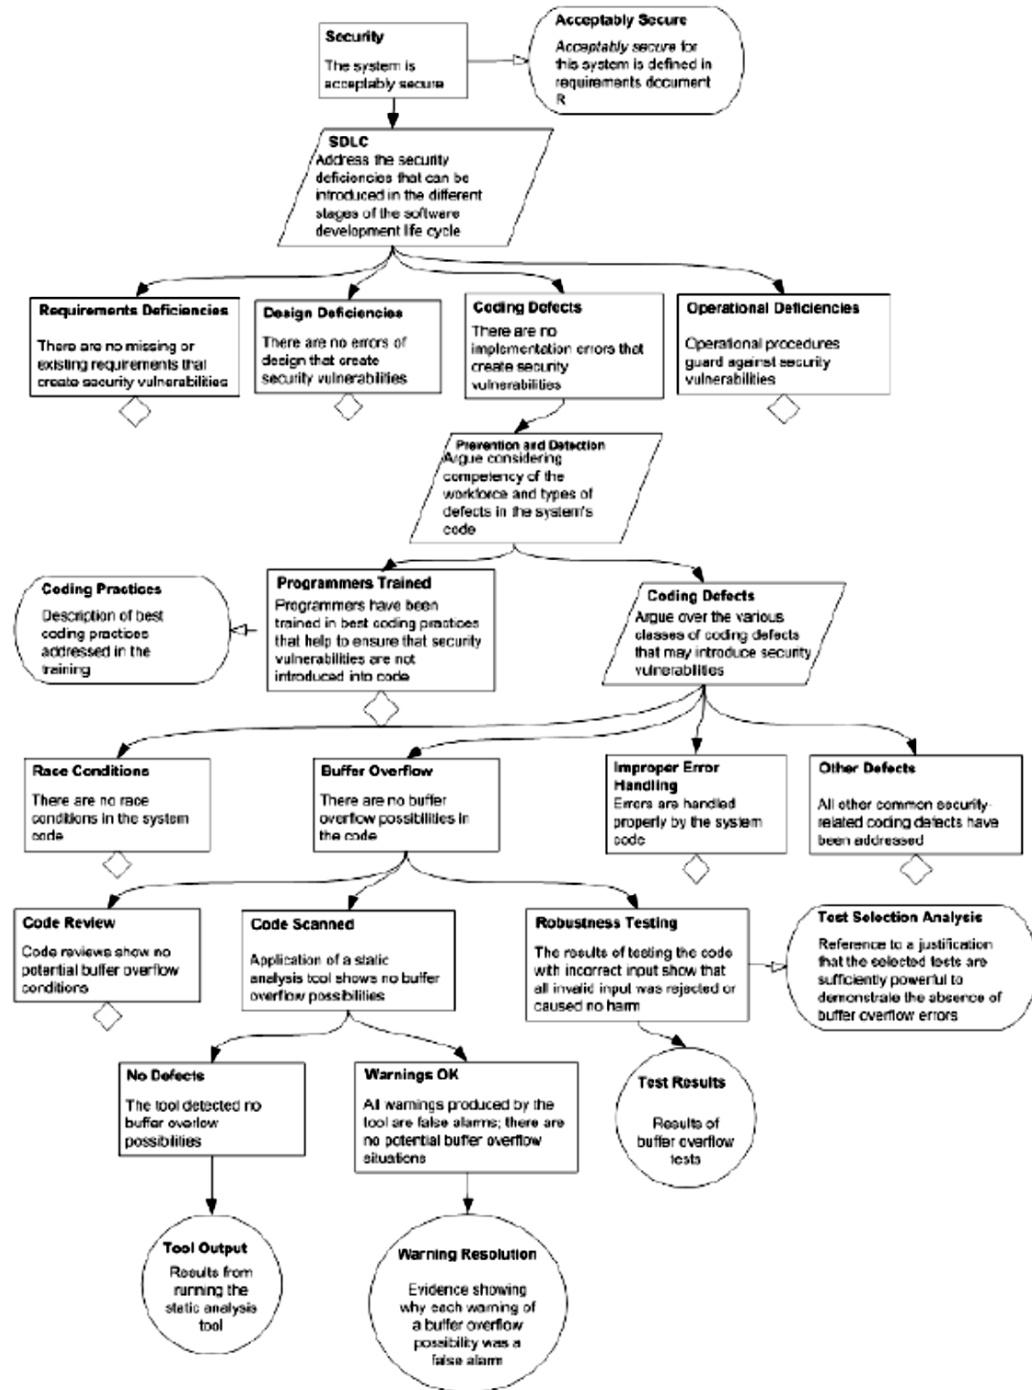 Security
The system is
acceptably secure
Acceptably Secure
Acceptably secure for
this system is defined in
requirements document
R
SDLC
Address the security
deficiencies that can be
introduced in the different
stages of the software
development life cycle
Requirements Deficiencies
There are no missing or
existing requirements that
create security vulnerabilities
Design Deficiencies
There are no errors of
design that create
security vulnerabilities
Coding Defects
There are no
implementation errors that
create security
vulnerabilities
Operational Deficiencies
Operational procedures
guard against security
vulnerabilities
Prevention and Detection
Argue considering
competency of the
workforce and types of
defects in the system's
code
Coding Practices
Description of best
coding practices
addressed in the
training
Programmers Trained
Programmers have been
trained in best coding practices
that help to ensure that security
vulnerabilities are not
introduced into code
Coding Defects
Argue over the various
classes of coding defects
that may introduce security
vulnerabilities
Race Conditions
There are no race
conditions in the system
code
Buffer Overflow
There are no buffer
overflow possibilities in
the code
Improper Error
Handling
Errors are handled
properly by the system
code
Other Defects
All other common security-
related coding defects have
been addressed
Code Review
Code reviews show no
potential buffer overflow
conditions
Code Scanned
Application of a static
analysis tool shows no buffer
overflow possibilities
Robustness Testing
The results of testing the code
with incorrect input show that
all invalid input was rejected or
caused no harm
Test Selection Analysis
Reference to a justification
that the selected tests are
sufficiently powerful to
demonstrate the absence of
buffer overflow errors
No Defects
The tool detected no
buffer overlow
possibilities
Warnings OK
All warnings produced by the
tool are false alarms; there are
no potential buffer overflow
situations
Test Results
Results of
buffer overflow
tests
Tool Output
Results from
running the
static analysis
tool
Warning Resolution
Evidence showing
why each warning of
a buffer overflow
possibility was a
false alarm